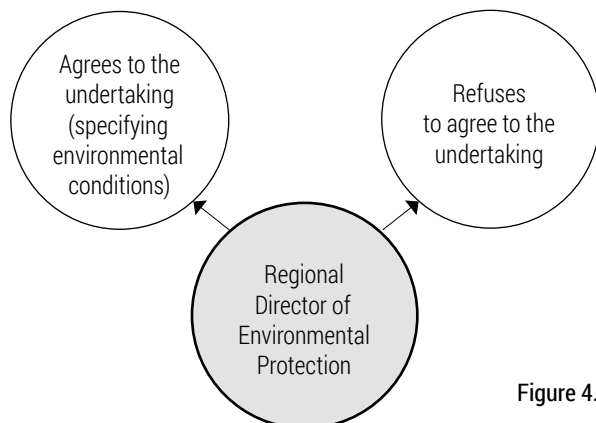 Agrees to the
undertaking
(specifying
environmental
conditions)
Refuses
to agree to the
undertaking
Regional
Director of
Environmental
Protection
Figure 4.